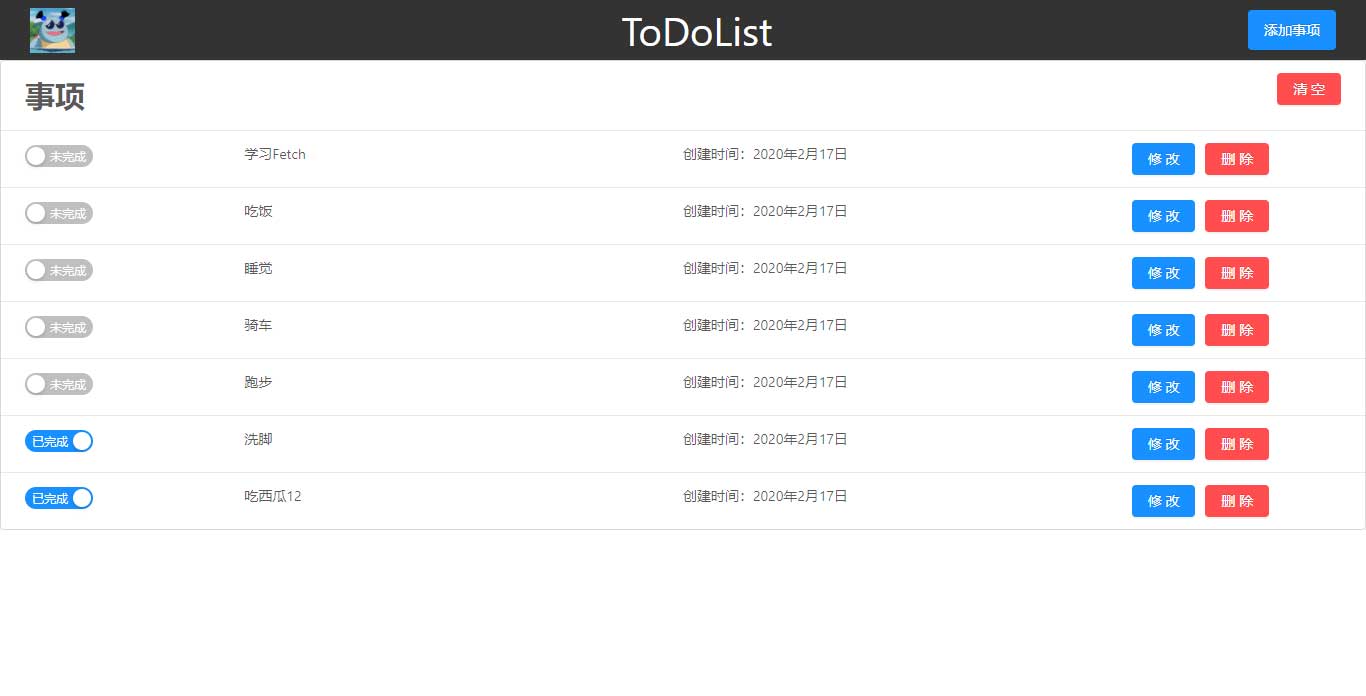 ToDoList
添加事项
事项
清 空
未完成 学习Fetch 创建时间：2020年2月17日 修 改 删 除
未完成 吃饭 创建时间：2020年2月17日 修 改 删 除
未完成 睡觉 创建时间：2020年2月17日 修 改 删 除
未完成 骑车 创建时间：2020年2月17日 修 改 删 除
未完成 跑步 创建时间：2020年2月17日 修 改 删 除
已完成 洗脚 创建时间：2020年2月17日 修 改 删 除
已完成 吃西瓜12 创建时间：2020年2月17日 修 改 删 除